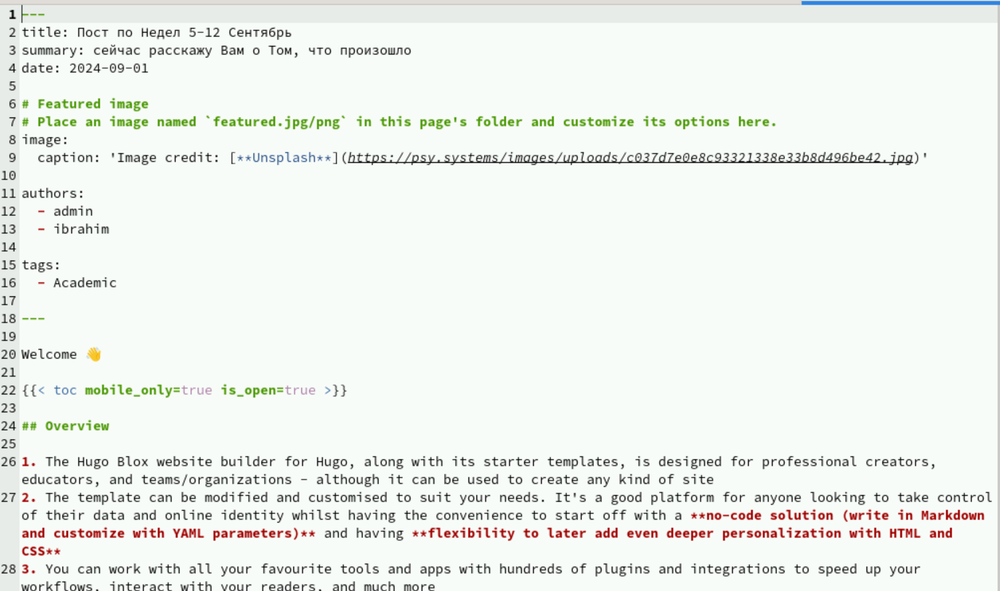 1 ---
2 title: Пост по Недел 5-12 Сентябрь
3 summary: сейчас расскажу Вам о Том, что произошло
4 date: 2024-09-01
5
6 # Featured image
7 # Place an image named `featured.jpg/png` in this page's folder and customize its options here.
8 image:
9   caption: 'Image credit: [**Unsplash**](https://psy.systems/images/uploads/c037d7e0e8c93321338e33b8d496be42.jpg)'
10
11 authors:
12   - admin
13   - ibrahim
14
15 tags:
16   - Academic
17
18 ---
19
20 Welcome 👋
21
22 {{< toc mobile_only=true is_open=true >}}
23
24 ## Overview
25
26 1. The Hugo Blox website builder for Hugo, along with its starter templates, is designed for professional creators,
educators, and teams/organizations - although it can be used to create any kind of site
27 2. The template can be modified and customised to suit your needs. It's a good platform for anyone looking to take control
of their data and online identity whilst having the convenience to start off with a **no-code solution (write in Markdown
and customize with YAML parameters)** and having **flexibility to later add even deeper personalization with HTML and
CSS**
28 3. You can work with all your favourite tools and apps with hundreds of plugins and integrations to speed up your
workflows, interact with your readers, and much more